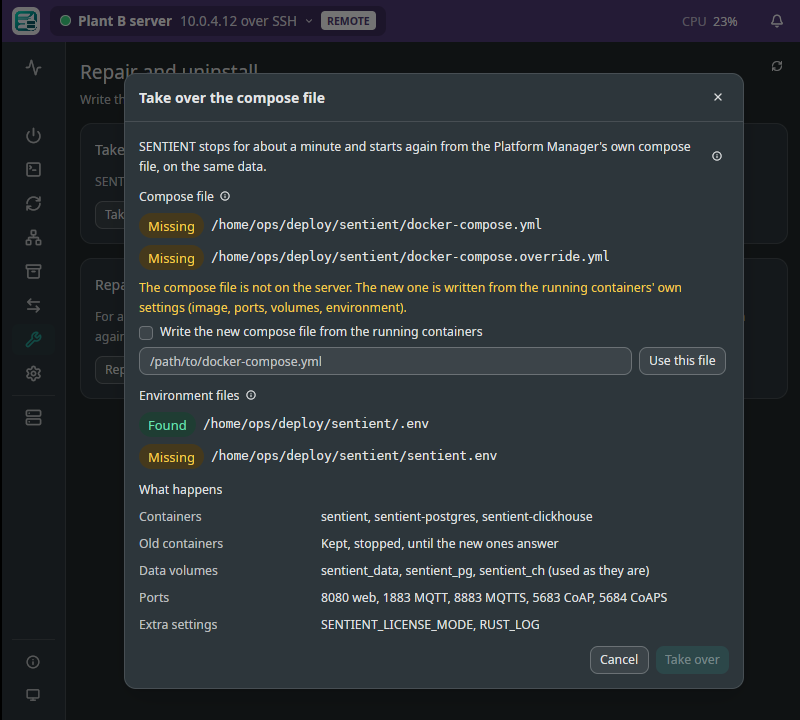 Plant B server 10.0.4.12 over SSH REMOTE CPU 23%
Repair and uninstall
Write th
Take
SENT
Tak
Repa
For a
again
Rep
Take over the compose file
SENTIENT stops for about a minute and starts again from the Platform Manager's own compose
file, on the same data.
Compose file
Missing /home/ops/deploy/sentient/docker-compose.yml
Missing /home/ops/deploy/sentient/docker-compose.override.yml
The compose file is not on the server. The new one is written from the running containers' own
settings (image, ports, volumes, environment).
Write the new compose file from the running containers
/path/to/docker-compose.yml Use this file
Environment files
Found /home/ops/deploy/sentient/.env
Missing /home/ops/deploy/sentient/sentient.env
What happens
Containers sentient, sentient-postgres, sentient-clickhouse
Old containers Kept, stopped, until the new ones answer
Data volumes sentient_data, sentient_pg, sentient_ch (used as they are)
Ports 8080 web, 1883 MQTT, 8883 MQTTS, 5683 CoAP, 5684 CoAPS
Extra settings SENTIENT_LICENSE_MODE, RUST_LOG
Cancel Take over